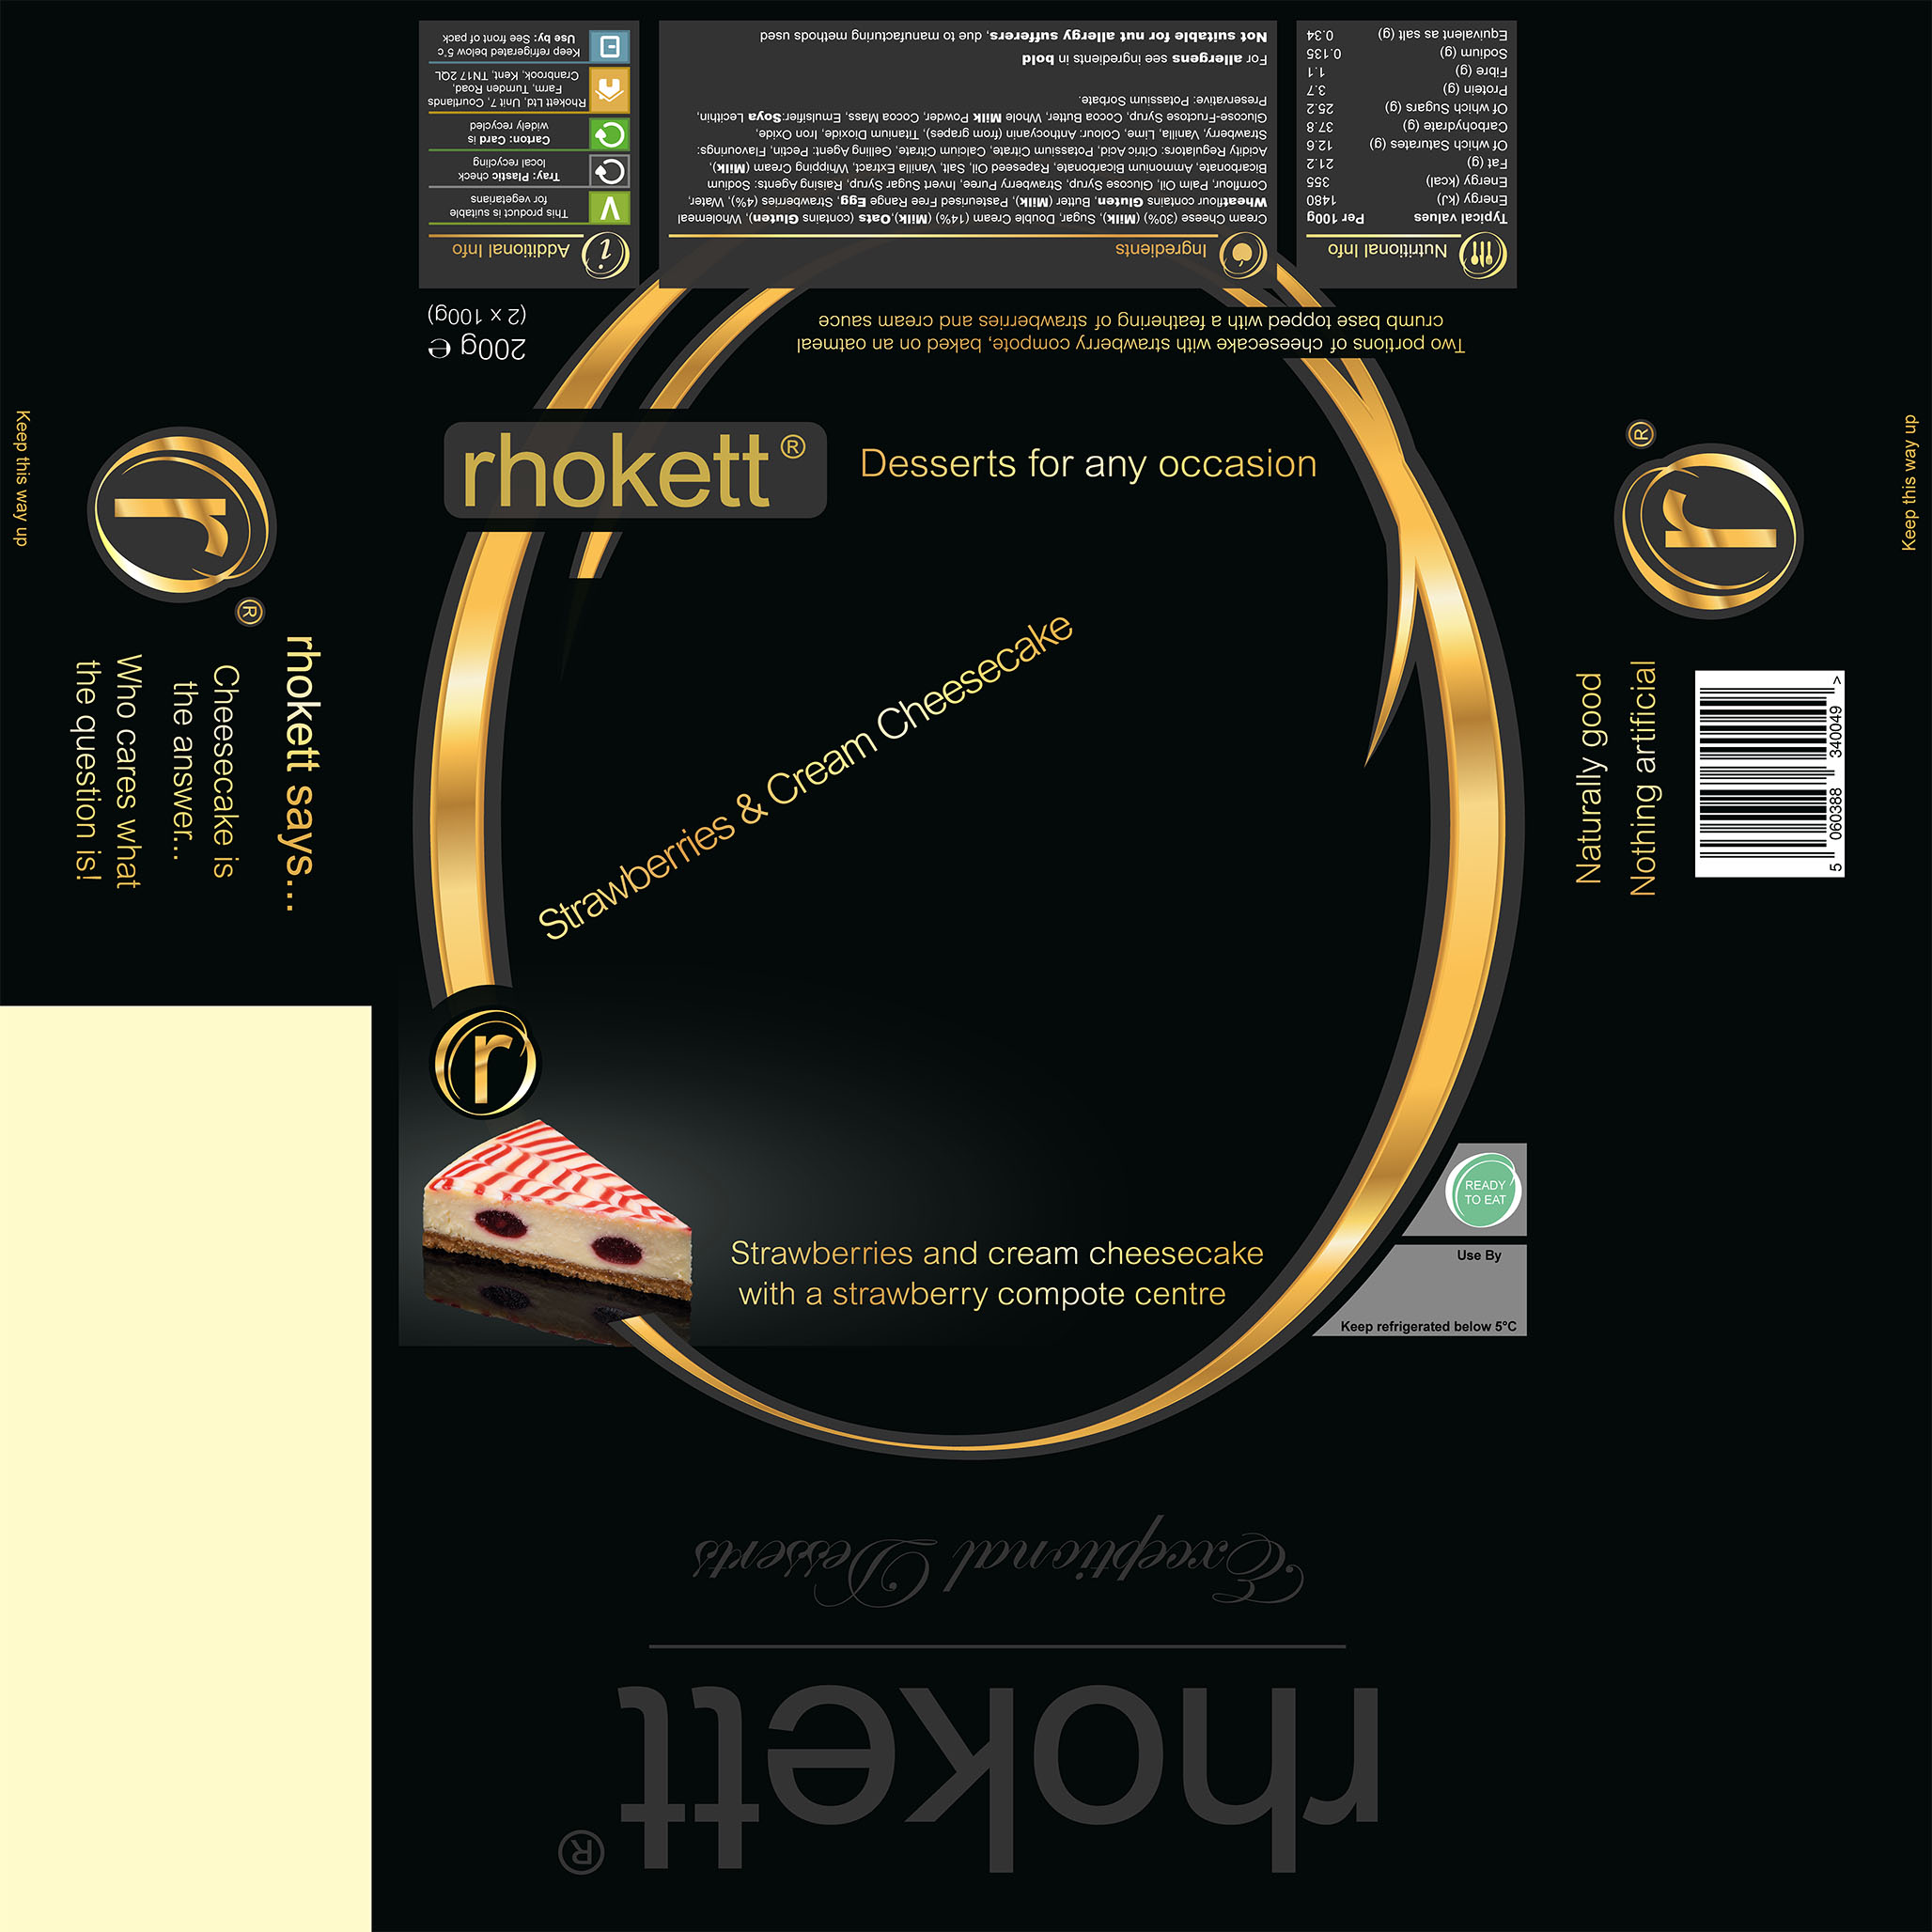 Nutritional Info
Typical values Per 100g
Energy (kJ) 1480
Energy (kcal) 355
Fat (g) 21.2
Of which Saturates (g) 12.6
Carbohydrate (g) 37.8
Of which Sugars (g) 25.2
Protein (g) 3.7
Fibre (g) 1.1
Sodium (g) 0.135
Equivalent as salt (g) 0.34
Ingredients
Cream Cheese (30%) (Milk), Sugar, Double Cream (14%) (Milk),Oats (contains Gluten), Wholemeal
Wheatflour contains Gluten, Butter (Milk), Pasteurised Free Range Egg, Strawberries (4%), Water,
Cornflour, Palm Oil, Glucose Syrup, Strawberry Puree, Invert Sugar Syrup, Raising Agents: Sodium
Bicarbonate, Ammonium Bicarbonate, Rapeseed Oil, Salt, Vanilla Extract, Whipping Cream (Milk),
Acidity Regulators: Citric Acid, Potassium Citrate, Calcium Citrate, Gelling Agent: Pectin, Flavourings:
Strawberry, Vanilla, Lime, Colour: Anthocyanin (from grapes), Titanium Dioxide, Iron Oxide,
Glucose-Fructose Syrup, Cocoa Butter, Whole Milk Powder, Cocoa Mass, Emulsifier:Soya Lecithin,
Preservative: Potassium Sorbate.
For allergens see ingredients in bold
Not suitable for nut allergy sufferers, due to manufacturing methods used
i Additional Info
V This product is suitable
for vegetarians
Tray: Plastic check
local recycling
Carton: Card is
widely recycled
Rhokett Ltd, Unit 7, Courtlands
Farm, Turnden Road,
Cranbrook, Kent, TN17 2QL
Keep refrigerated below 5˚c
Use by: See front of pack
Two portions of cheesecake with strawberry compote, baked on an oatmeal
crumb base topped with a feathering of strawberries and cream sauce
200g e
(2 x 100g)
rhokett®
Desserts for any occasion
Strawberries & Cream Cheesecake
r
Strawberries and cream cheesecake
with a strawberry compote centre
READY
TO EAT
Use By
Keep refrigerated below 5°C
Keep this way up
r®
rhokett says...
Cheesecake is
the answer...
Who cares what
the question is!
Keep this way up
r®
Naturally good
Nothing artificial
5 060388 340049 >
rhokett®
Exceptional Desserts